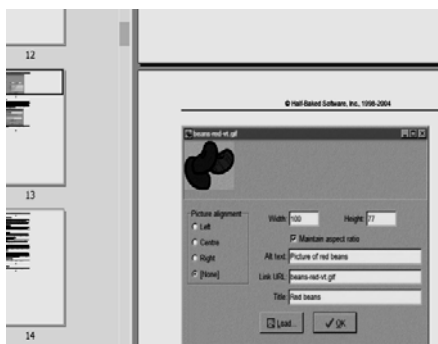 12
13
14
© Half-Baked Software, Inc., 1998-2004
beans-red-vt.gif
Picture alignment
Left
Centre
Right
[None]
Width: 100 Height: 77
Maintain aspect ratio
Alt text: Picture of red beans
Link URL: beans-red-vt.gif
Title: Red beans
Load...
OK